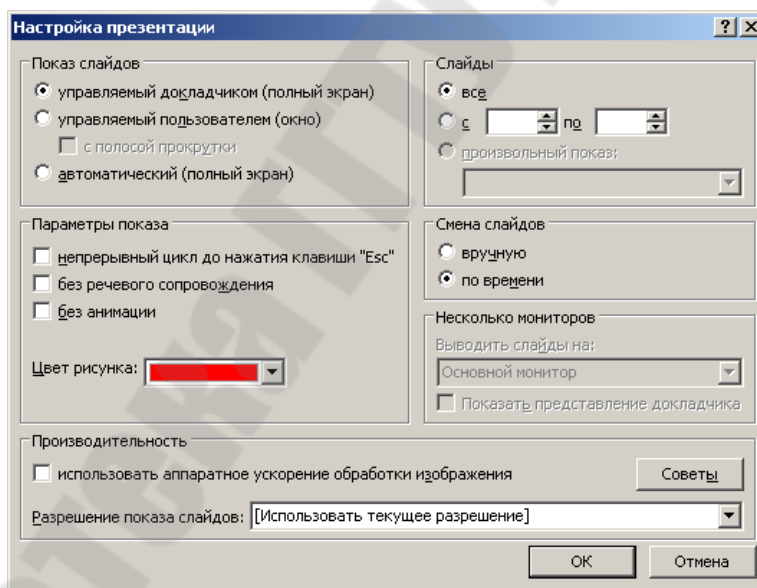 Настройка презентации
Показ слайдов
управляемый докладчиком (полный экран)
управляемый пользователем (окно)
с полосой прокрутки
автоматический (полный экран)
Слайды
все
с по
произвольный показ:
Параметры показа
непрерывный цикл до нажатия клавиши "Esc"
без речевого сопровождения
без анимации
Цвет рисунка:
Смена слайдов
вручную
по времени
Несколько мониторов
Выводить слайды на:
Основной монитор
Показать представление докладчика
Производительность
использовать аппаратное ускорение обработки изображения
Советы
Разрешение показа слайдов: [Использовать текущее разрешение]
ОК Отмена